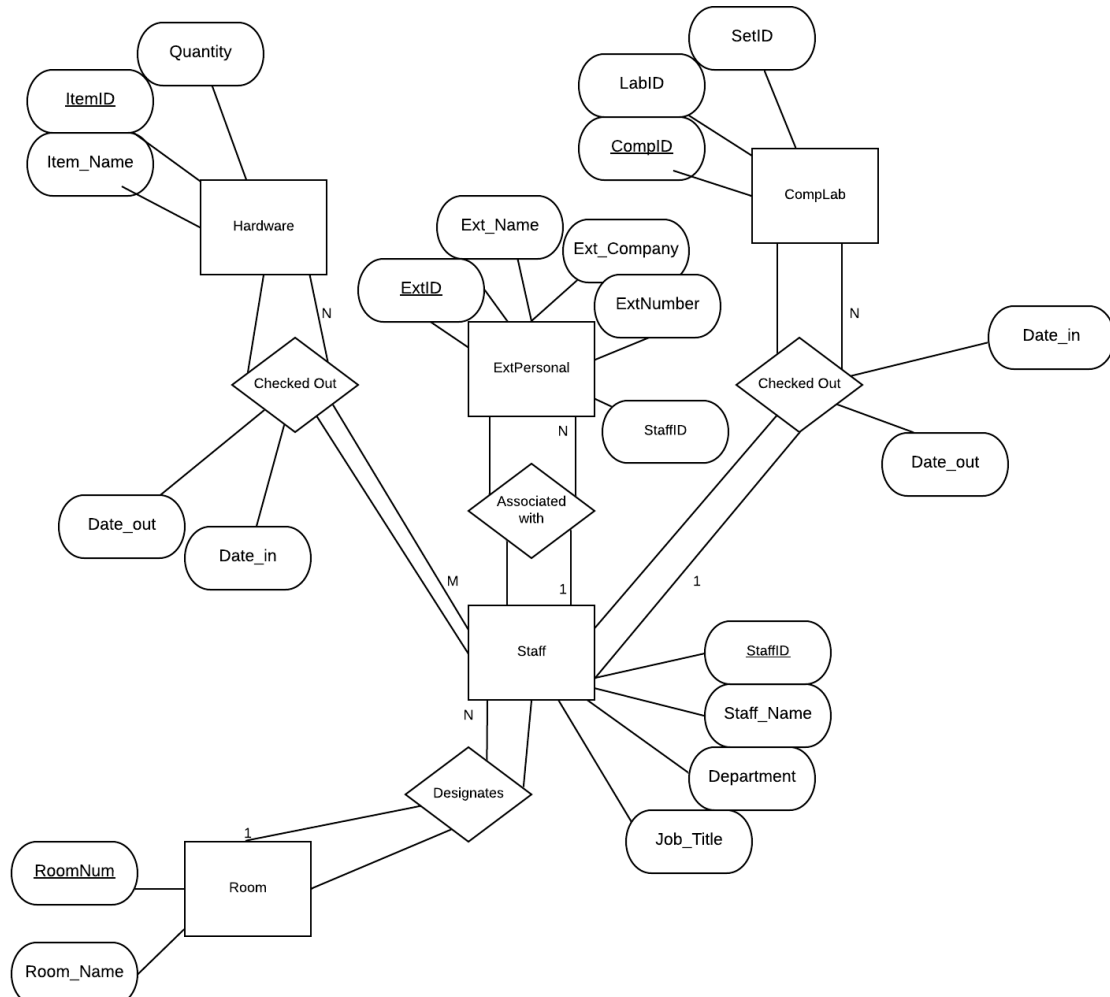 SetID
Quantity
LabID
ItemID
CompID
Item_Name
CompLab
Hardware
Ext_Name
Ext_Company
ExtID
ExtNumber
N
N
Date_in
ExtPersonal
Checked Out
Checked Out
N
StaffID
Date_out
Associated
with
Date_out
Date_in
M
1
1
Staff
StaffID
N
Staff_Name
Department
Designates
1
Job_Title
RoomNum
Room
Room_Name